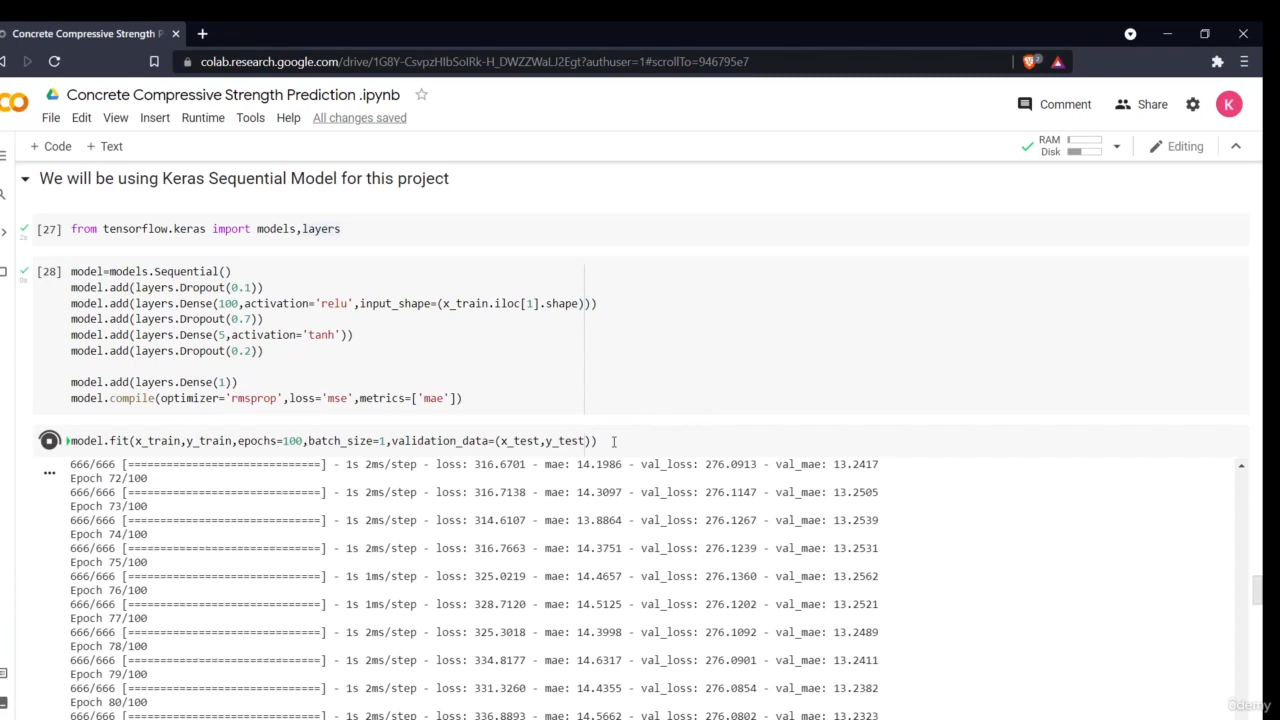 Concrete Compressive Strength P
colab.research.google.com/drive/1G8Y-CsvpzHIbSoIRk-H_DWZZWaLJ2Egt?authuser=1#scrollTo=946795e7
2
Concrete Compressive Strength Prediction .ipynb
Comment
Share
K
File Edit View Insert Runtime Tools Help All changes saved
+ Code + Text
RAM
Disk
Editing
We will be using Keras Sequential Model for this project
[27] from tensorflow.keras import models,layers
2s
[28] model=models.Sequential()
0s
model.add(layers.Dropout(0.1))
model.add(layers.Dense(100,activation='relu',input_shape=(x_train.iloc[1].shape)))
model.add(layers.Dropout(0.7))
model.add(layers.Dense(5,activation='tanh'))
model.add(layers.Dropout(0.2))
model.add(layers.Dense(1))
model.compile(optimizer='rmsprop',loss='mse',metrics=['mae'])
model.fit(x_train,y_train,epochs=100,batch_size=1,validation_data=(x_test,y_test))
666/666 [==============================] - 1s 2ms/step - loss: 316.6701 - mae: 14.1986 - val_loss: 276.0913 - val_mae: 13.2417
Epoch 72/100
666/666 [==============================] - 1s 2ms/step - loss: 316.7138 - mae: 14.3097 - val_loss: 276.1147 - val_mae: 13.2505
Epoch 73/100
666/666 [==============================] - 1s 2ms/step - loss: 314.6107 - mae: 13.8864 - val_loss: 276.1267 - val_mae: 13.2539
Epoch 74/100
666/666 [==============================] - 1s 2ms/step - loss: 316.7663 - mae: 14.3751 - val_loss: 276.1239 - val_mae: 13.2531
Epoch 75/100
666/666 [==============================] - 1s 2ms/step - loss: 325.0219 - mae: 14.4657 - val_loss: 276.1360 - val_mae: 13.2562
Epoch 76/100
666/666 [==============================] - 1s 1ms/step - loss: 328.7120 - mae: 14.5125 - val_loss: 276.1202 - val_mae: 13.2521
Epoch 77/100
666/666 [==============================] - 1s 2ms/step - loss: 325.3018 - mae: 14.3998 - val_loss: 276.1092 - val_mae: 13.2489
Epoch 78/100
666/666 [==============================] - 1s 2ms/step - loss: 334.8177 - mae: 14.6317 - val_loss: 276.0901 - val_mae: 13.2411
Epoch 79/100
666/666 [==============================] - 1s 2ms/step - loss: 331.3260 - mae: 14.4355 - val_loss: 276.0854 - val_mae: 13.2382
Epoch 80/100
666/666 [==============================] - 1s 2ms/step - loss: 336.8893 - mae: 14.5662 - val_loss: 276.0802 - val_mae: 13.2323
ûdemy